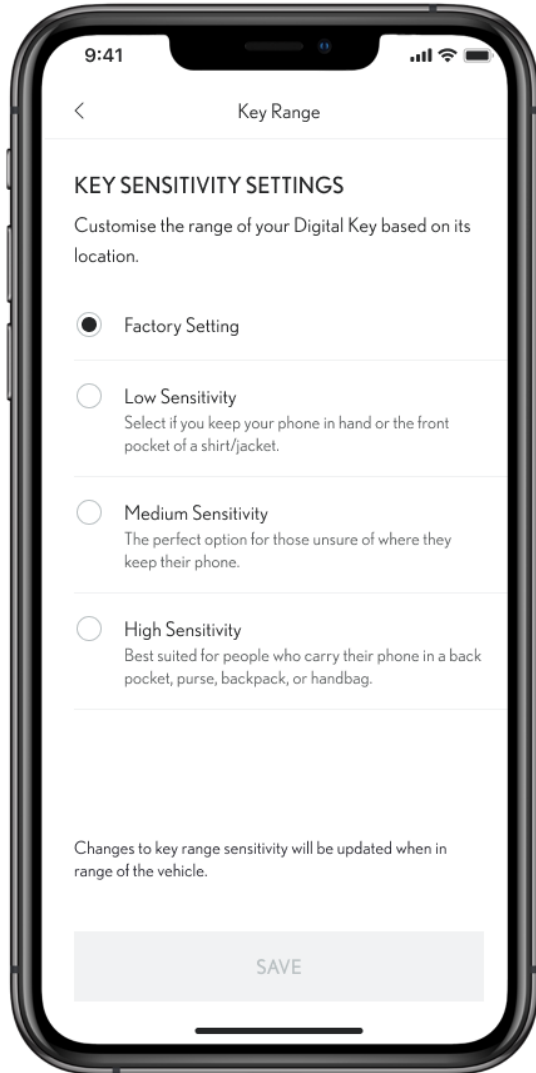 9:41
Key Range
KEY SENSITIVITY SETTINGS
Customise the range of your Digital Key based on its
location.
Factory Setting
Low Sensitivity
Select if you keep your phone in hand or the front
pocket of a shirt/jacket.
Medium Sensitivity
The perfect option for those unsure of where they
keep their phone.
High Sensitivity
Best suited for people who carry their phone in a back
pocket, purse, backpack, or handbag.
Changes to key range sensitivity will be updated when in
range of the vehicle.
SAVE